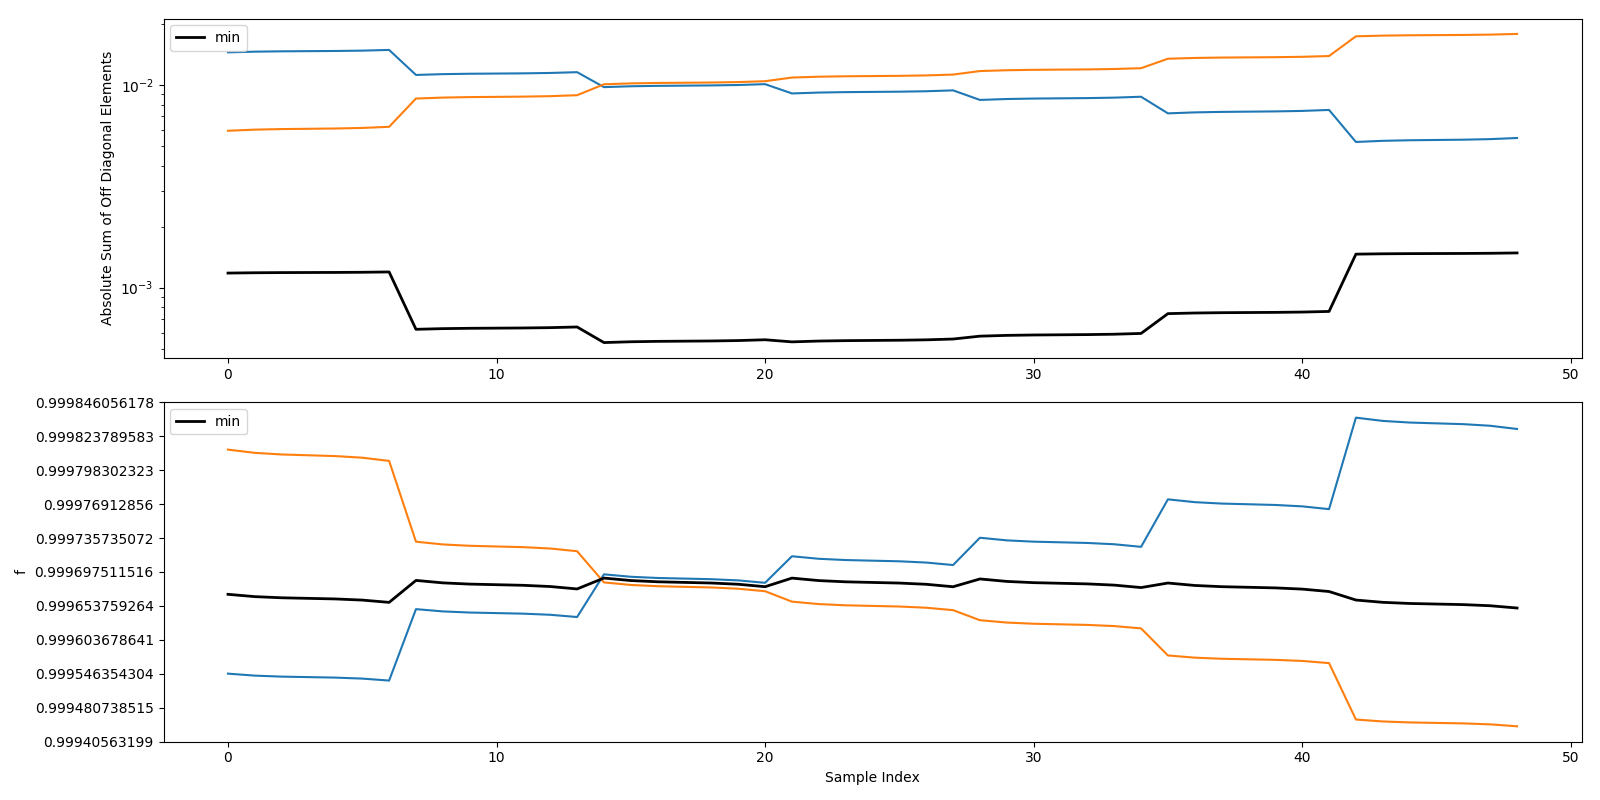 min
Absolute Sum of Off Diagonal Elements
10⁻²
10⁻³
0 10 20 30 40 50
min
f
0.999846056178
0.999823789583
0.999798302323
0.99976912856
0.999735735072
0.999697511516
0.999653759264
0.999603678641
0.999546354304
0.999480738515
0.99940563199
0 10 20 30 40 50
Sample Index